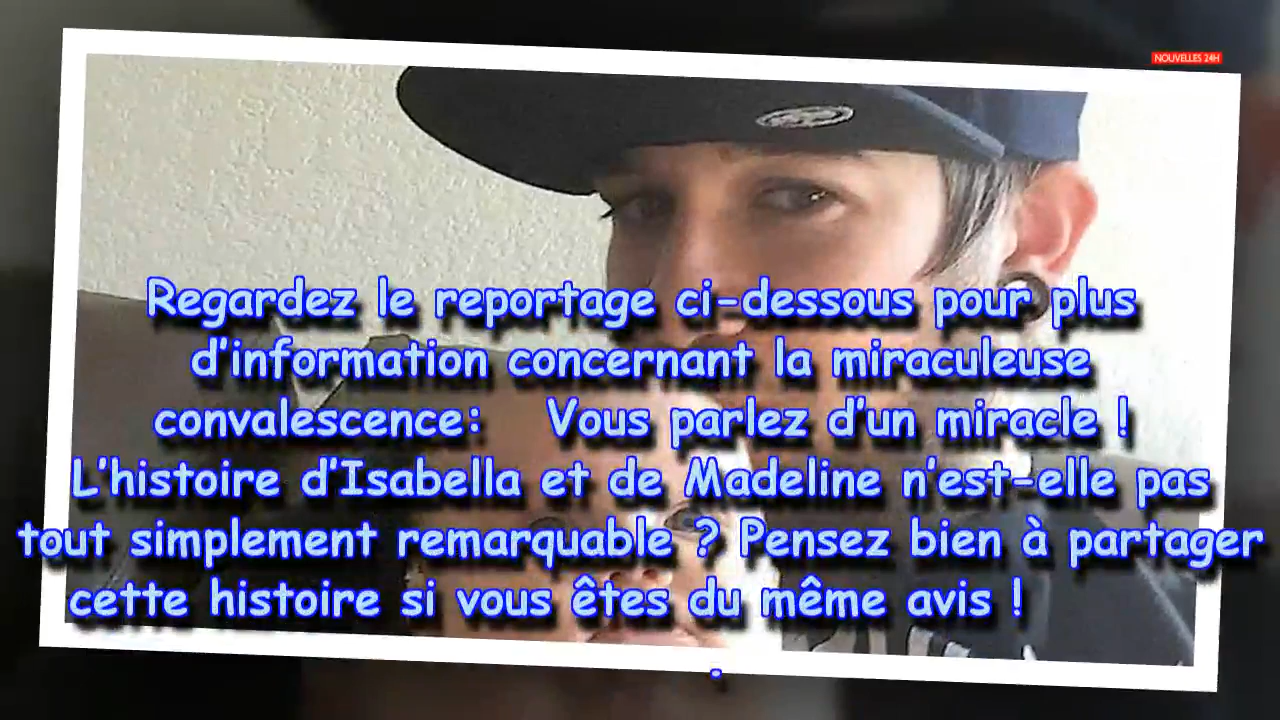 NOUVELLES 24H
Regardez le reportage ci-dessous pour plus
d'information concernant la miraculeuse
convalescence: Vous parlez d'un miracle !
L'histoire d'Isabella et de Madeline n'est-elle pas
tout simplement remarquable ? Pensez bien à partager
cette histoire si vous êtes du même avis !
.